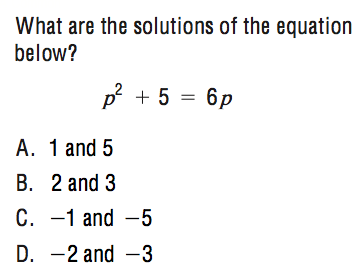 What are the solutions of the equation
below?
p² + 5 = 6p
A. 1 and 5
B. 2 and 3
C. −1 and −5
D. −2 and −3